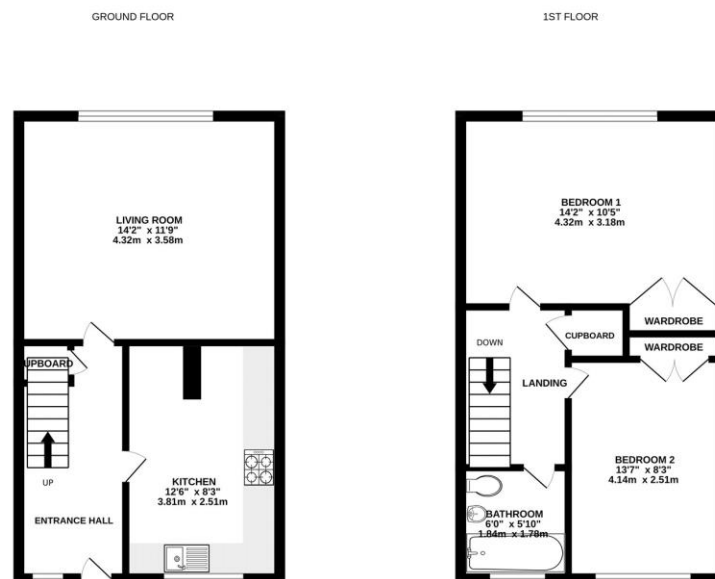 GROUND FLOOR
1ST FLOOR
LIVING ROOM
14'2" x 11'9"
4.32m x 3.58m
UPBOARD
UP
ENTRANCE HALL
KITCHEN
12'6" x 8'3"
3.81m x 2.51m
BEDROOM 1
14'2" x 10'5"
4.32m x 3.18m
WARDROBE
WARDROBE
CUPBOARD
DOWN
LANDING
BEDROOM 2
13'7" x 8'3"
4.14m x 2.51m
BATHROOM
6'0" x 5'10"
1.84m x 1.78m